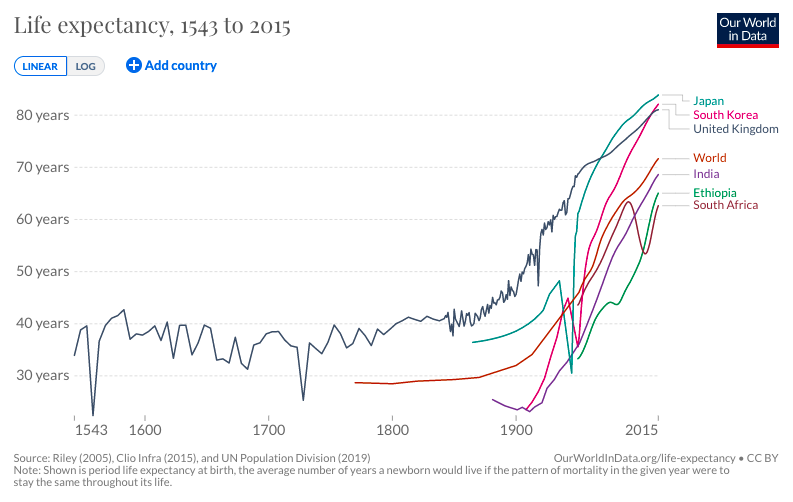 Life expectancy, 1543 to 2015
Our World
in Data
LINEAR LOG
Add country
80 years
70 years
60 years
50 years
40 years
30 years
Japan
South Korea
United Kingdom
World
India
Ethiopia
South Africa
1543 1600 1700 1800 1900 2015
Source: Riley (2005), Clio Infra (2015), and UN Population Division (2019) OurWorldInData.org/life-expectancy • CC BY
Note: Shown is period life expectancy at birth, the average number of years a newborn would live if the pattern of mortality in the given year were to
stay the same throughout its life.